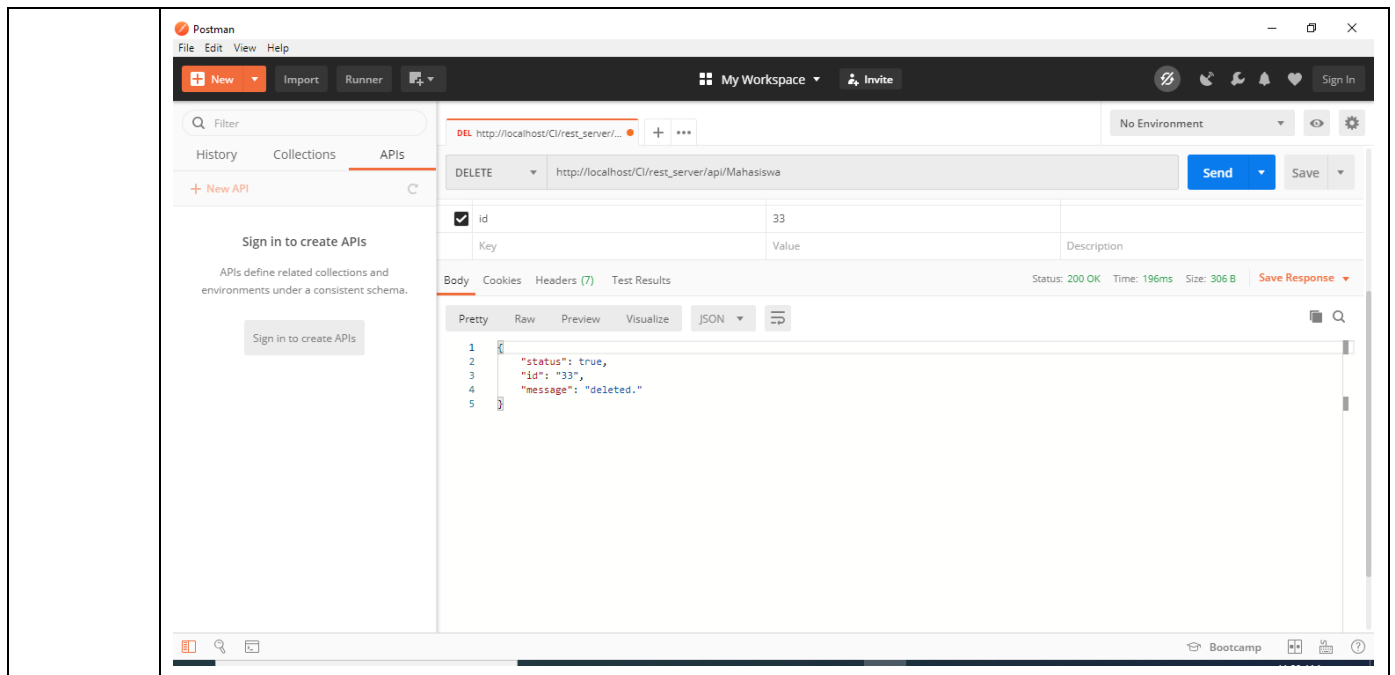 Postman
File Edit View Help
New Import Runner My Workspace Invite Sign In
Filter
History Collections APIs
+ New API
Sign in to create APIs
APIs define related collections and
environments under a consistent schema.
Sign in to create APIs
DEL http://localhost/CI/rest_server/... + ••• No Environment
DELETE http://localhost/CI/rest_server/api/Mahasiswa Send Save
id 33
Key Value Description
Body Cookies Headers (7) Test Results Status: 200 OK Time: 196ms Size: 306 B Save Response
Pretty Raw Preview Visualize JSON
1 {
2 "status": true,
3 "id": "33",
4 "message": "deleted."
5 }
Bootcamp